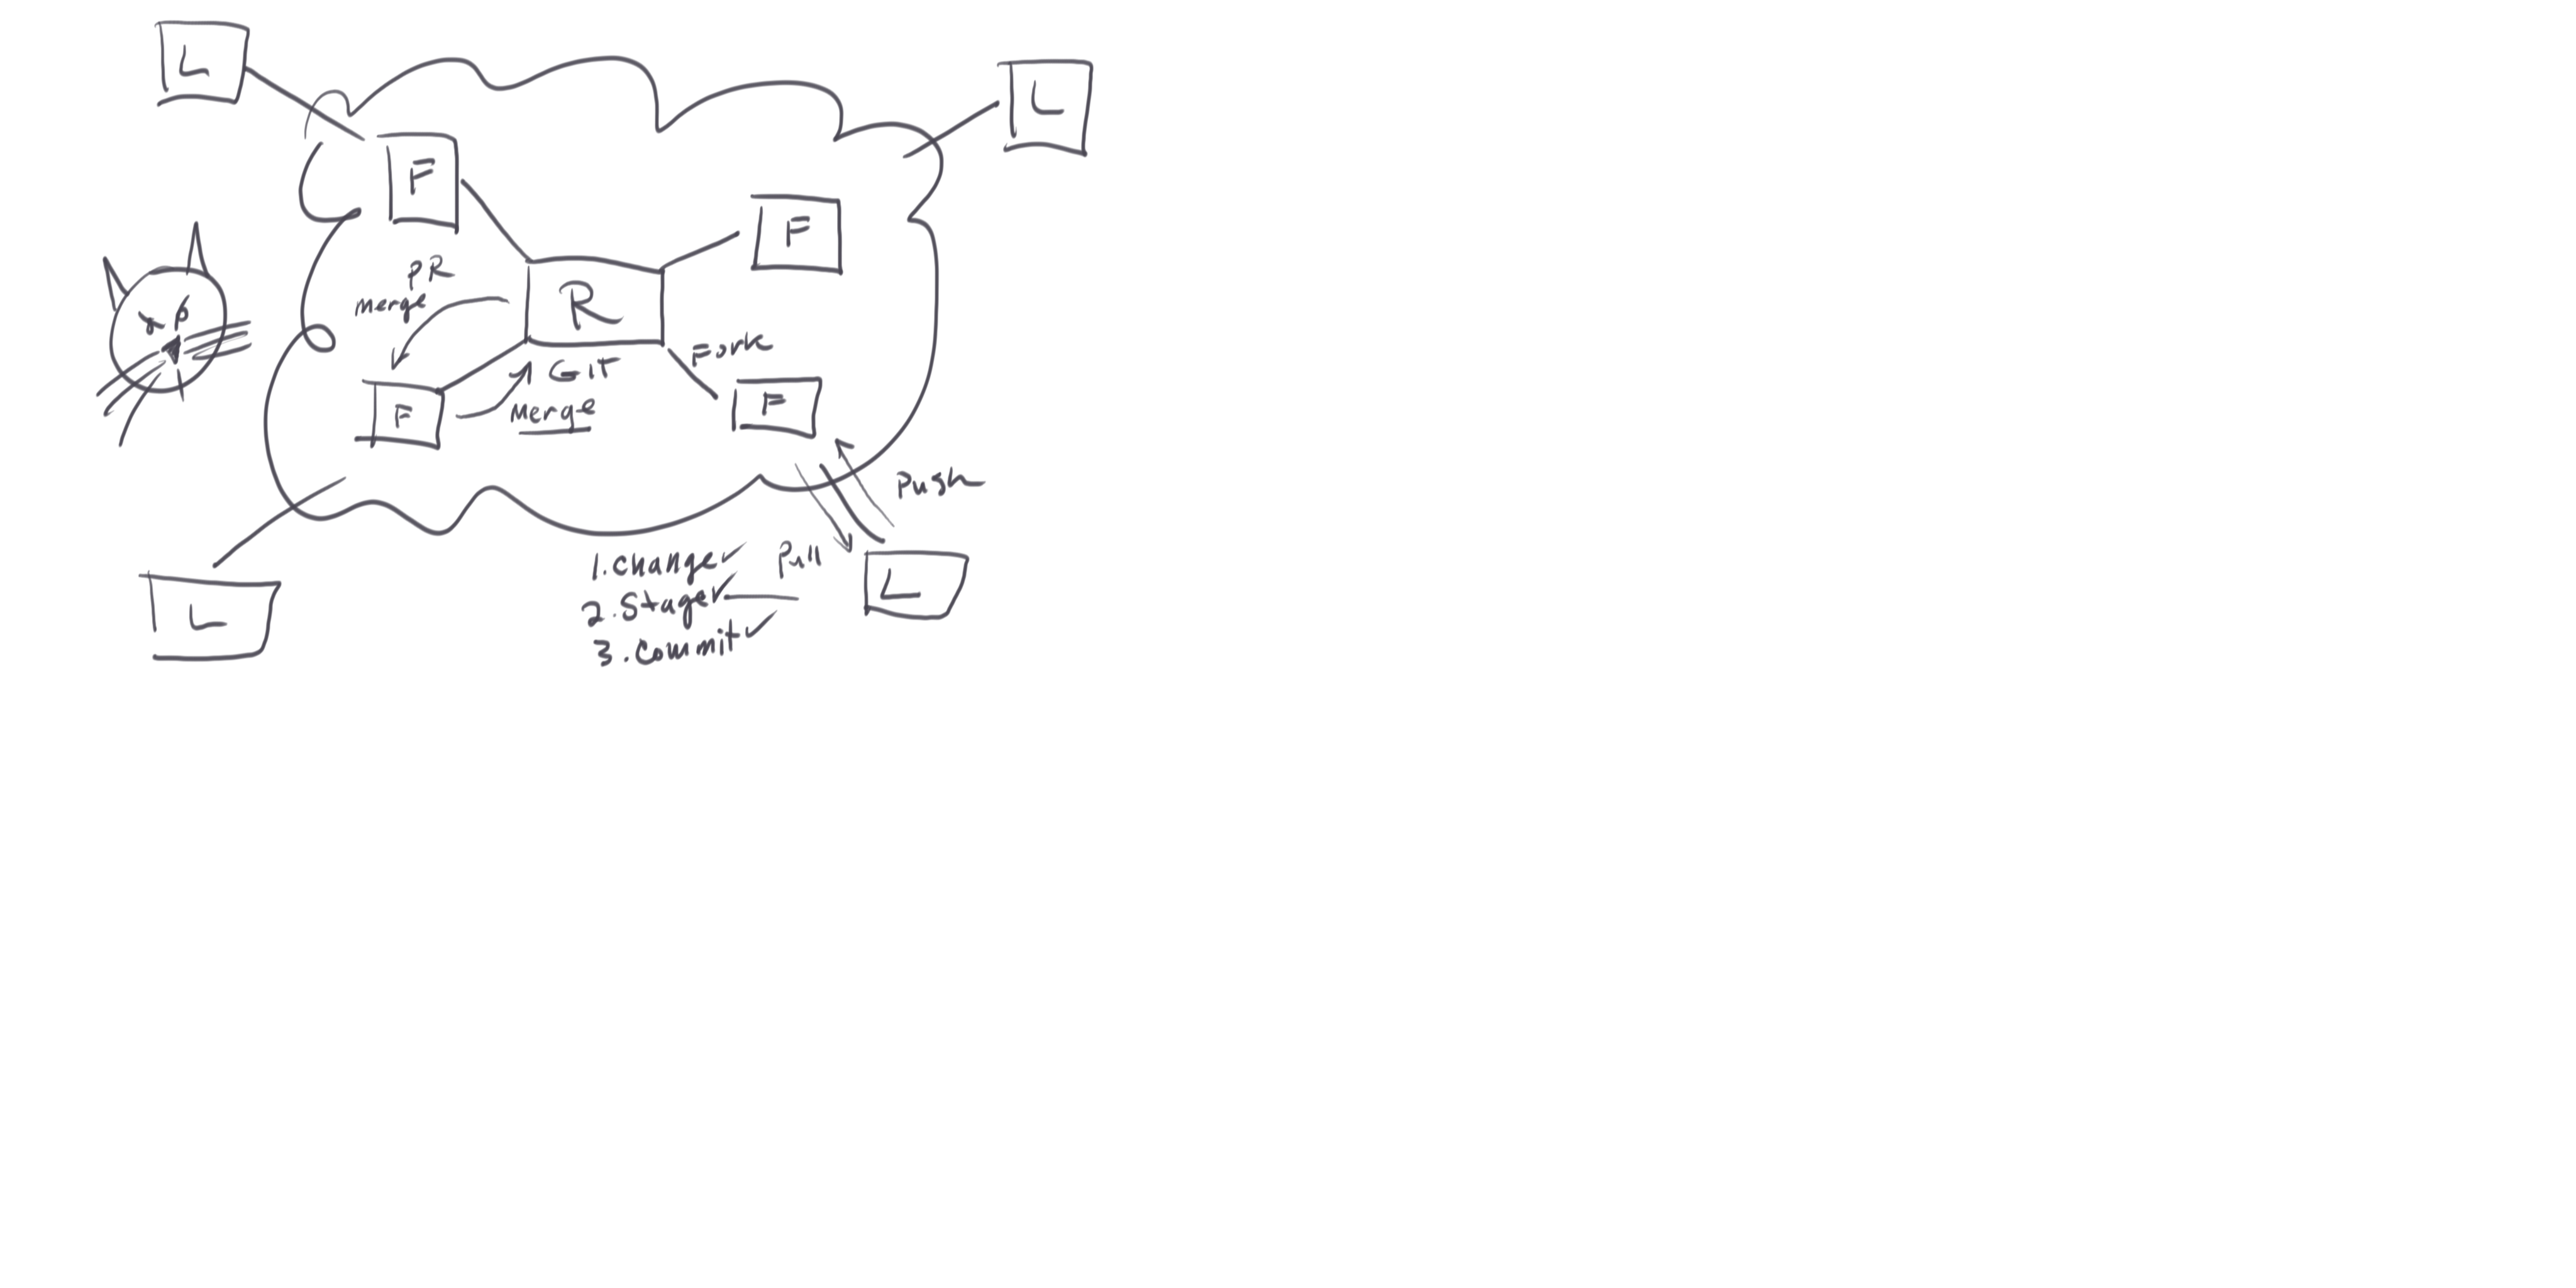 L
L
F
F
PR
merge
R
Fork
GIT
F
F
Merge
Push
Pull
1. change
2. Stage
3. Commit
L
L